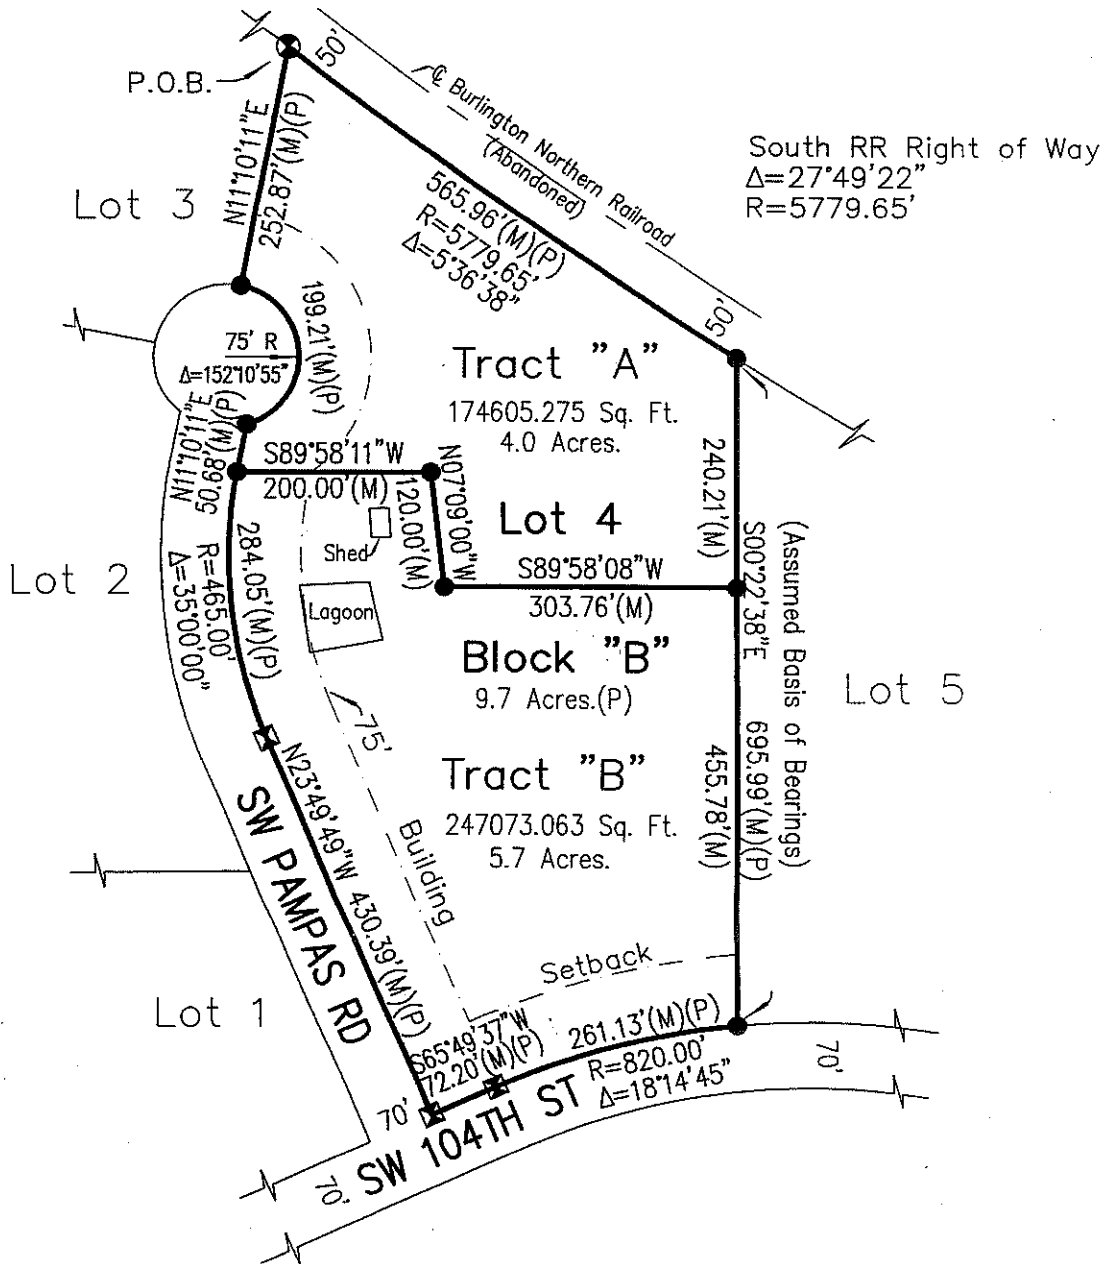 50'
P.O.B.
℄ Burlington Northern Railroad
(Abandoned)
South RR Right of Way
Δ=27°49'22"
R=5779.65'
N11°10'11"E
252.87'(M)(P)
Lot 3
565.96'(M)(P)
R=5779.65'
Δ=5°36'38"
50'
199.21'(M)(P)
75' R
Δ=152°10'55"
Tract "A"
174605.275 Sq. Ft.
4.0 Acres.
N11°10'11"E
50.68'(M)(P)
S89°58'11"W
200.00'(M)
N07°09'00"W
120.00'(M)
240.21'(M)
S00°22'38"E
(Assumed Basis of Bearings)
Lot 4
Shed
S89°58'08"W
303.76'(M)
Lot 2
284.05'(M)(P)
R=465.00'
Δ=35°00'00"
Lagoon
Block "B"
9.7 Acres.(P)
Lot 5
75'
695.99'(M)(P)
455.78'(M)
Tract "B"
247073.063 Sq. Ft.
5.7 Acres.
N23°49'49"W 430.39'(M)(P)
SW PAMPAS RD
Building
Setback
Lot 1
S65°49'37"W
72.20'(M)(P)
261.13'(M)(P)
R=820.00'
Δ=18°14'45"
70'
70'
SW 104TH ST
70'